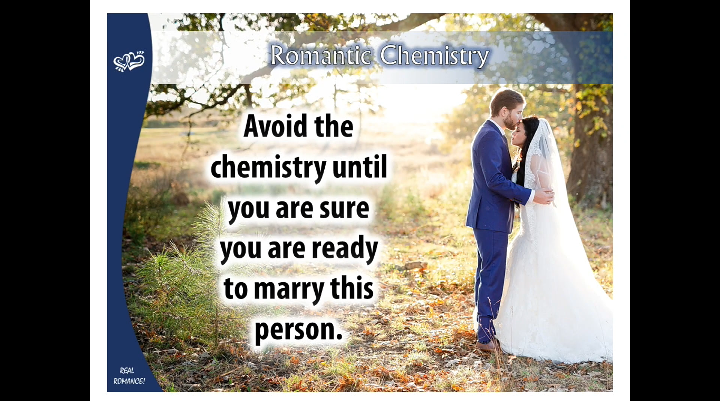 Romantic Chemistry
Avoid the
chemistry until
you are sure
you are ready
to marry this
person.
REAL
ROMANCE!